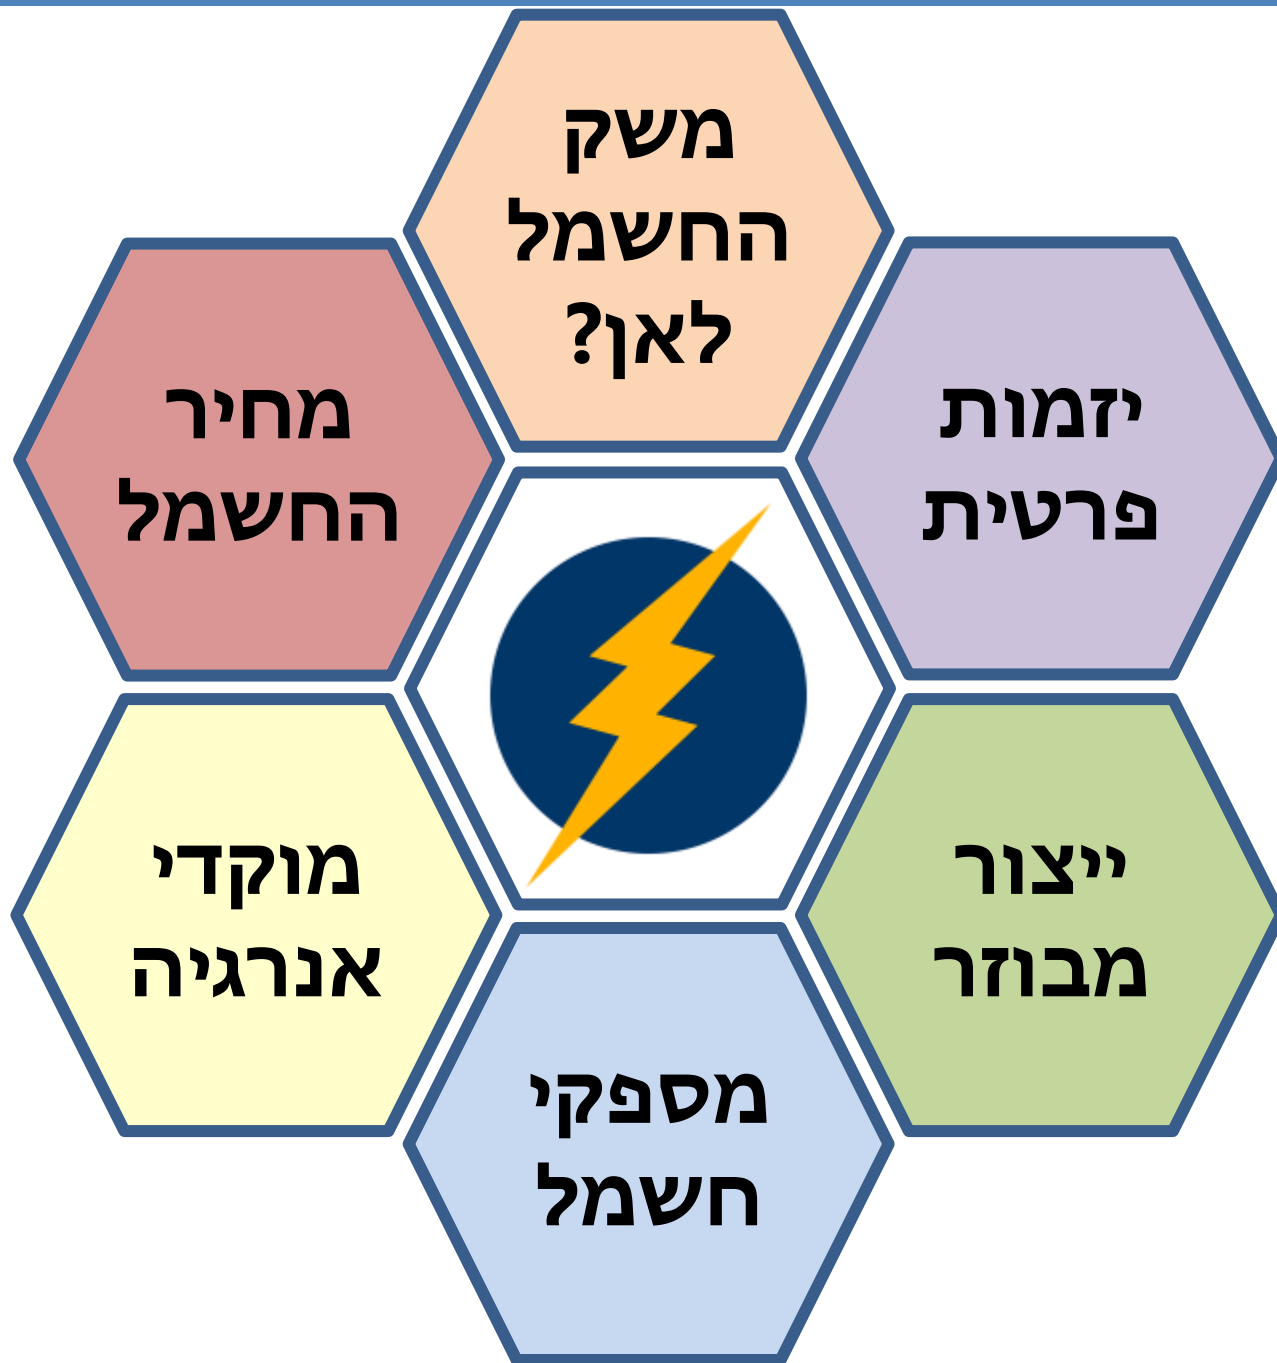 משק
החשמל
לאן?
יזמות
פרטית
ייצור
מבוזר
מספקי
חשמל
מוקדי
אנרגיה
מחיר
החשמל